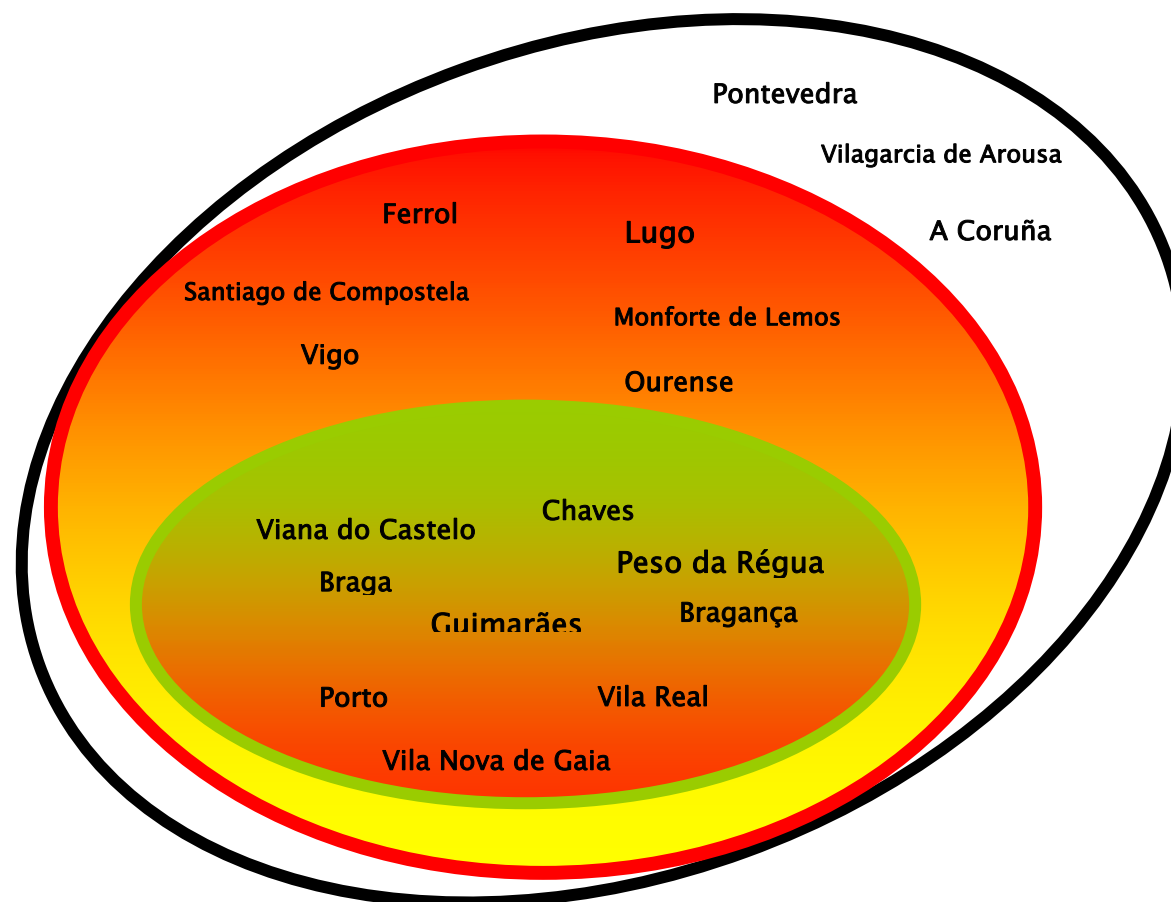 Pontevedra
Vilagarcia de Arousa
Ferrol
Lugo
A Coruña
Santiago de Compostela
Monforte de Lemos
Vigo
Ourense
Chaves
Viana do Castelo
Peso da Régua
Braga
Bragança
Guimarães
Porto
Vila Real
Vila Nova de Gaia